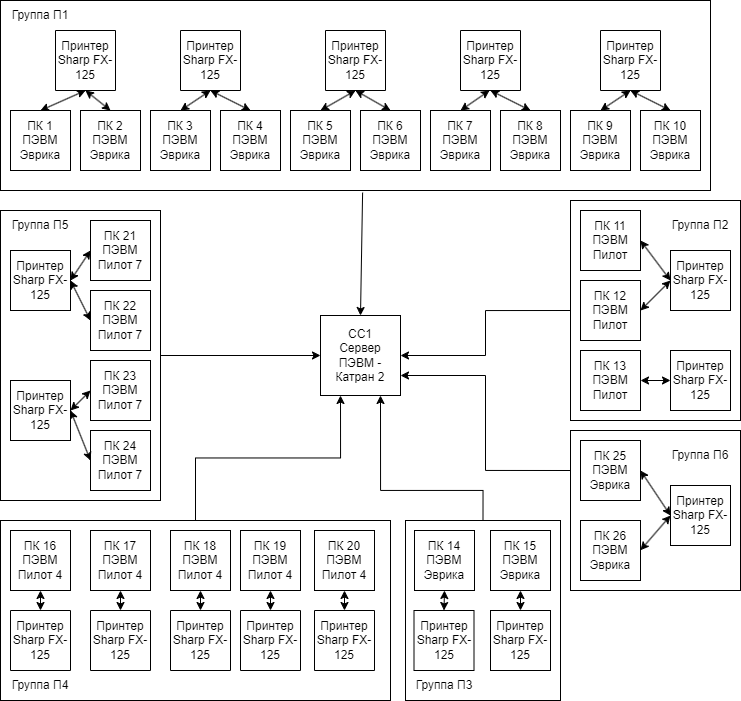 Группа П1
Принтер
Sharp FX-
125
Принтер
Sharp FX-
125
Принтер
Sharp FX-
125
Принтер
Sharp FX-
125
Принтер
Sharp FX-
125
ПК 1
ПЭВМ
Эврика
ПК 2
ПЭВМ
Эврика
ПК 3
ПЭВМ
Эврика
ПК 4
ПЭВМ
Эврика
ПК 5
ПЭВМ
Эврика
ПК 6
ПЭВМ
Эврика
ПК 7
ПЭВМ
Эврика
ПК 8
ПЭВМ
Эврика
ПК 9
ПЭВМ
Эврика
ПК 10
ПЭВМ
Эврика
Группа П5
ПК 21
ПЭВМ
Пилот 7
Принтер
Sharp FX-
125
ПК 22
ПЭВМ
Пилот 7
ПК 23
ПЭВМ
Пилот 7
Принтер
Sharp FX-
125
ПК 24
ПЭВМ
Пилот 7
СС1
Сервер
ПЭВМ -
Катран 2
ПК 11
ПЭВМ
Пилот
Группа П2
Принтер
Sharp FX-
125
ПК 12
ПЭВМ
Пилот
ПК 13
ПЭВМ
Пилот
Принтер
Sharp FX-
125
ПК 25
ПЭВМ
Эврика
Группа П6
Принтер
Sharp FX-
125
ПК 26
ПЭВМ
Эврика
ПК 16
ПЭВМ
Пилот 4
ПК 17
ПЭВМ
Пилот 4
ПК 18
ПЭВМ
Пилот 4
ПК 19
ПЭВМ
Пилот 4
ПК 20
ПЭВМ
Пилот 4
Принтер
Sharp FX-
125
Принтер
Sharp FX-
125
Принтер
Sharp FX-
125
Принтер
Sharp FX-
125
Принтер
Sharp FX-
125
Группа П4
ПК 14
ПЭВМ
Эврика
ПК 15
ПЭВМ
Эврика
Принтер
Sharp FX-
125
Принтер
Sharp FX-
125
Группа П3